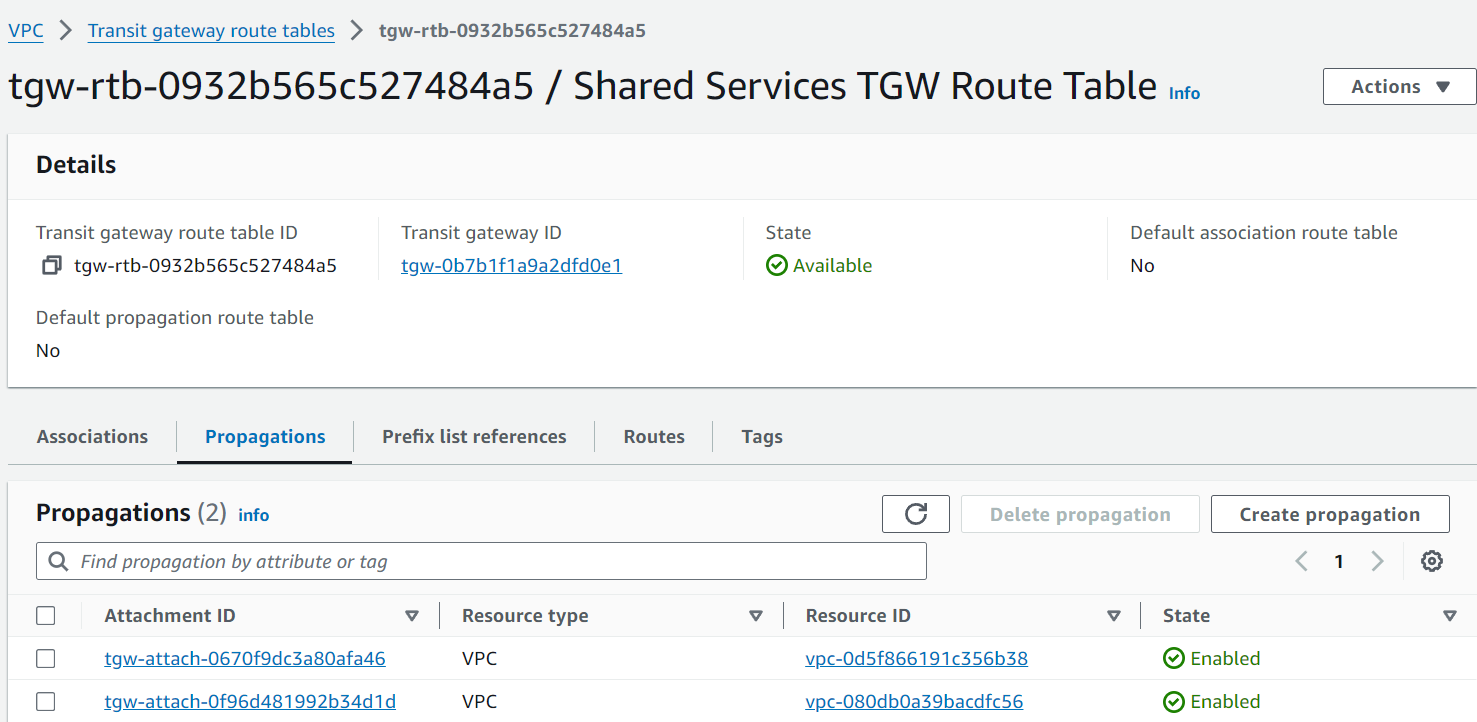 VPC > Transit gateway route tables > tgw-rtb-0932b565c527484a5
tgw-rtb-0932b565c527484a5 / Shared Services TGW Route Table Info
Actions
Details
Transit gateway route table ID
tgw-rtb-0932b565c527484a5
Transit gateway ID
tgw-0b7b1f1a9a2dfd0e1
State
Available
Default association route table
No
Default propagation route table
No
Associations Propagations Prefix list references Routes Tags
Propagations (2) info
Delete propagation Create propagation
Find propagation by attribute or tag
1
Attachment ID Resource type Resource ID State
tgw-attach-0670f9dc3a80afa46 VPC vpc-0d5f866191c356b38 Enabled
tgw-attach-0f96d481992b34d1d VPC vpc-080db0a39bacdfc56 Enabled